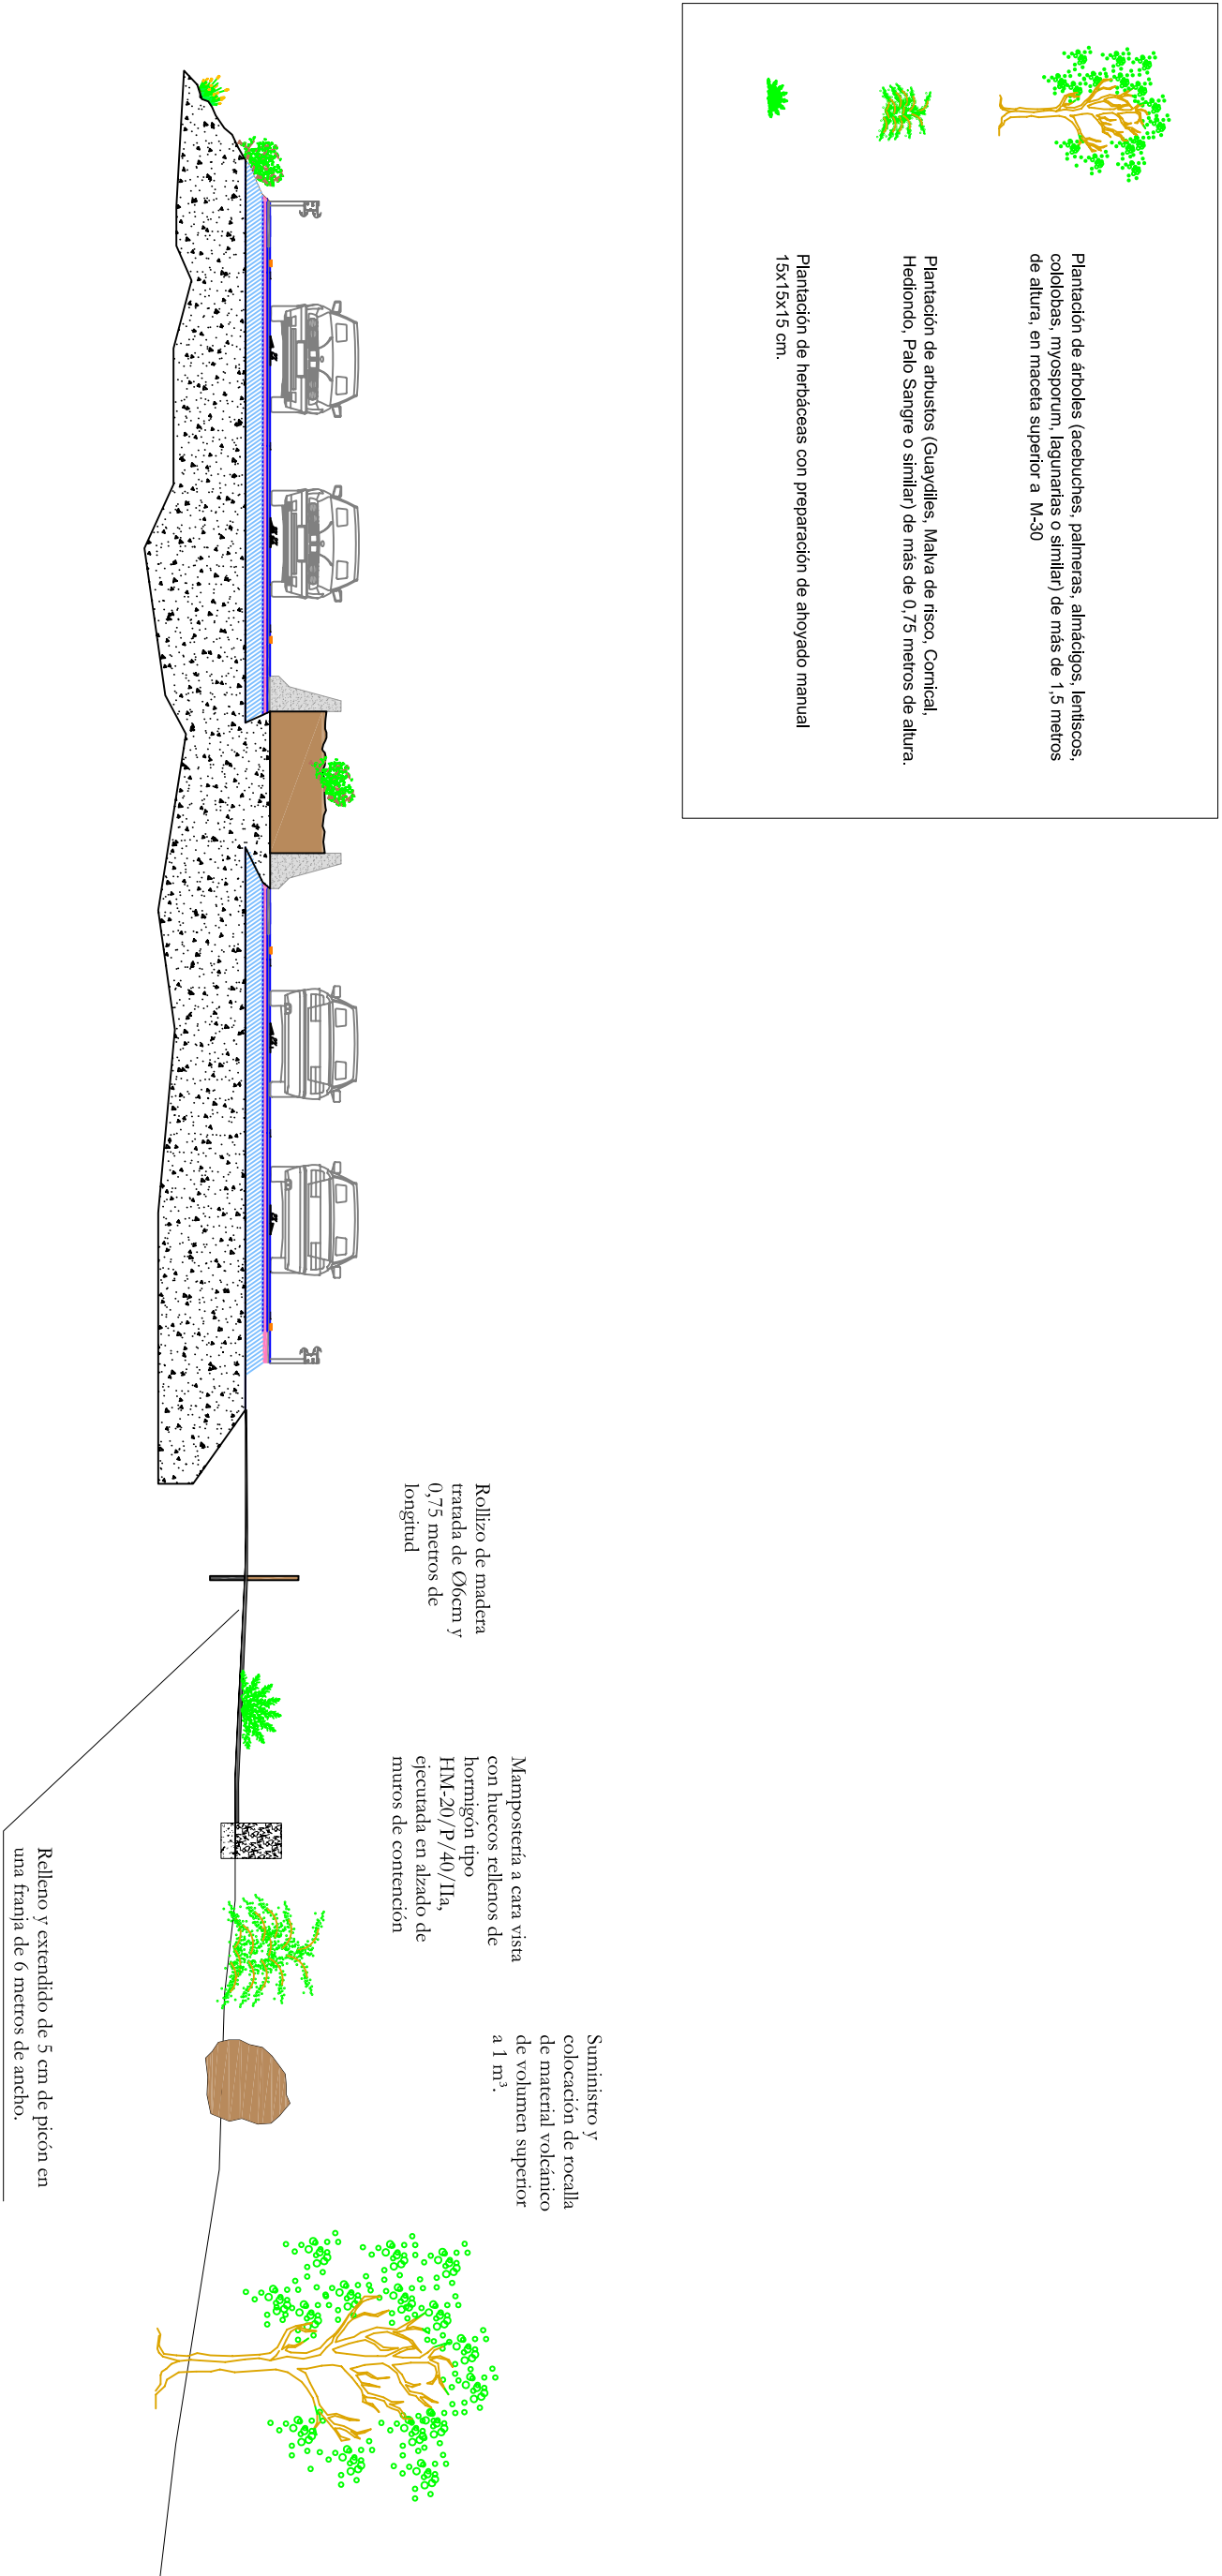 Plantación de árboles (acebuches, palmeras, almácigos, lentiscos,
cololobas, myosporum, lagunarias o similar) de más de 1,5 metros
de altura, en maceta superior a M-30
Plantación de arbustos (Guaydiles, Malva de risco, Cornical,
Hediondo, Palo Sangre o similar) de más de 0,75 metros de altura.
Plantación de herbáceas con preparación de ahoyado manual
15x15x15 cm.
Rollizo de madera
tratada de Ø6cm y
0,75 metros de
longitud
Mampostería a cara vista
con huecos rellenos de
hormigón tipo
HM-20/P/40/IIa,
ejecutada en alzado de
muros de contención
Suministro y
colocación de rocalla
de material volcánico
de volumen superior
a 1 m³.
Relleno y extendido de 5 cm de picón en
una franja de 6 metros de ancho.